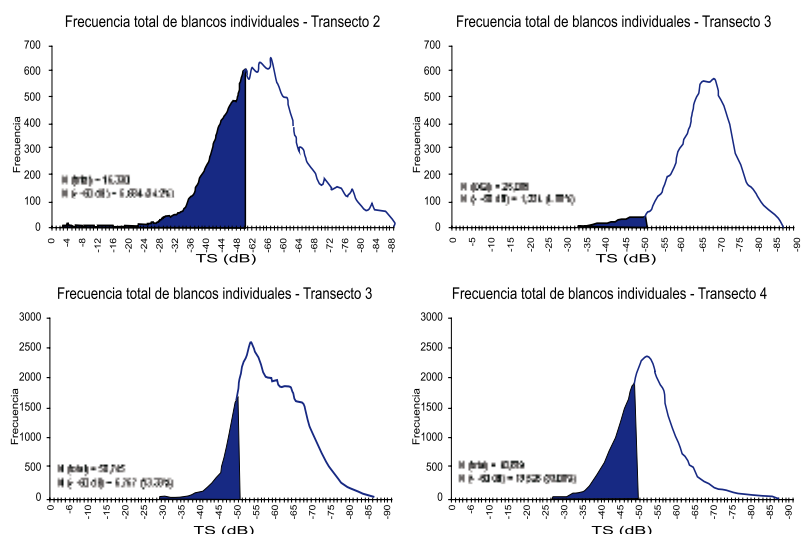 Frecuencia total de blancos individuales - Transecto 2
Frecuencia
700
600
500
400
300
200
100
0
N (total) =
0 -4 -8 -12 -16 -20 -24 -28 -32 -36 -40 -44 -48 -52 -56 -60 -64 -68 -72 -76 -80 -84 -88
TS (dB)
Frecuencia total de blancos individuales - Transecto 3
Frecuencia
700
600
500
400
300
200
100
0
N (total) =
0 -5 -10 -15 -20 -25 -30 -35 -40 -45 -50 -55 -60 -65 -70 -75 -80 -85 -90
TS (dB)
Frecuencia total de blancos individuales - Transecto 3
Frecuencia
3000
2500
2000
1500
1000
500
0
N (total) =
0 -5 -10 -15 -20 -25 -30 -35 -40 -45 -50 -55 -60 -65 -70 -75 -80 -85 -90
TS (dB)
Frecuencia total de blancos individuales - Transecto 4
Frecuencia
3000
2500
2000
1500
1000
500
0
N (total) =
0 -5 -10 -15 -20 -25 -30 -35 -40 -45 -50 -55 -60 -65 -70 -75 -80 -85 -90
TS (dB)